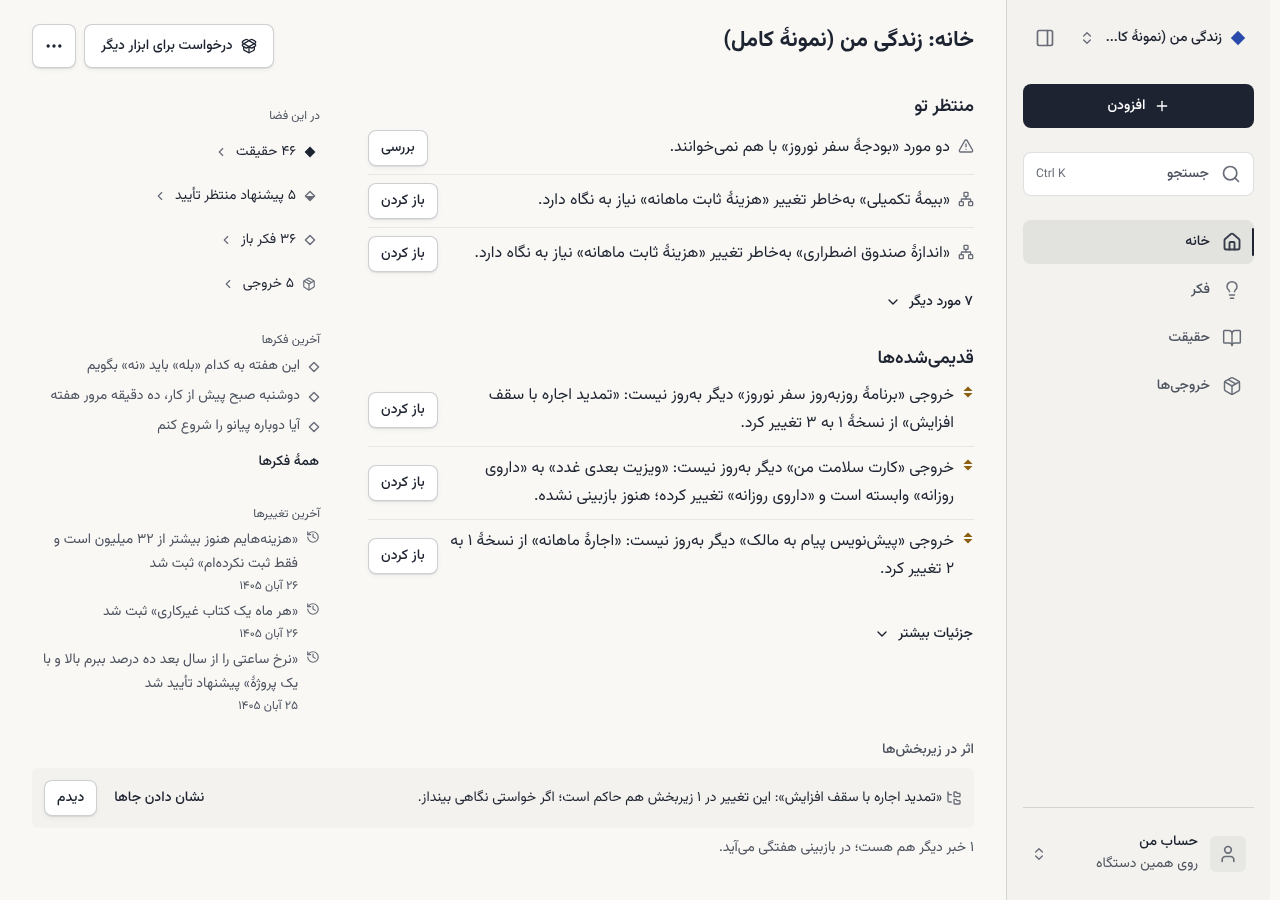 زندگی من (نمونهٔ کا...
افزودن
جستجو
Ctrl K
خانه
فکر
حقیقت
خروجی‌ها
حساب من
روی همین دستگاه
خانه: زندگی من (نمونهٔ کامل)
درخواست برای ابزار دیگر
منتظر تو
دو مورد «بودجهٔ سفر نوروز» با هم نمی‌خوانند.
بررسی
«بیمهٔ تکمیلی» به‌خاطر تغییر «هزینهٔ ثابت ماهانه» نیاز به نگاه دارد.
باز کردن
«اندازهٔ صندوق اضطراری» به‌خاطر تغییر «هزینهٔ ثابت ماهانه» نیاز به نگاه دارد.
باز کردن
۷ مورد دیگر
قدیمی‌شده‌ها
خروجی «برنامهٔ روزبه‌روز سفر نوروز» دیگر به‌روز نیست: «تمدید اجاره با سقف
افزایش» از نسخهٔ ۱ به ۳ تغییر کرد.
باز کردن
خروجی «کارت سلامت من» دیگر به‌روز نیست: «ویزیت بعدی غدد» به «داروی
روزانه» وابسته است و «داروی روزانه» تغییر کرده؛ هنوز بازبینی نشده.
باز کردن
خروجی «پیش‌نویس پیام به مالک» دیگر به‌روز نیست: «اجارهٔ ماهانه» از نسخهٔ ۱ به
۲ تغییر کرد.
باز کردن
جزئیات بیشتر
در این فضا
۴۶ حقیقت
۵ پیشنهاد منتظر تأیید
۳۶ فکر باز
۵ خروجی
آخرین فکرها
این هفته به کدام «بله» باید «نه» بگویم
دوشنبه صبح پیش از کار، ده دقیقه مرور هفته
آیا دوباره پیانو را شروع کنم
همهٔ فکرها
آخرین تغییرها
«هزینه‌هایم هنوز بیشتر از ۳۲ میلیون است و
فقط ثبت نکرده‌ام» ثبت شد
۲۶ آبان ۱۴۰۵
«هر ماه یک کتاب غیرکاری» ثبت شد
۲۶ آبان ۱۴۰۵
«نرخ ساعتی را از سال بعد ده درصد ببرم بالا و با
یک پروژهٔ» پیشنهاد تأیید شد
۲۵ آبان ۱۴۰۵
اثر در زیربخش‌ها
«تمدید اجاره با سقف افزایش»: این تغییر در ۱ زیربخش هم حاکم است؛ اگر خواستی نگاهی بینداز.
نشان دادن جاها
دیدم
۱ خبر دیگر هم هست؛ در بازبینی هفتگی می‌آید.